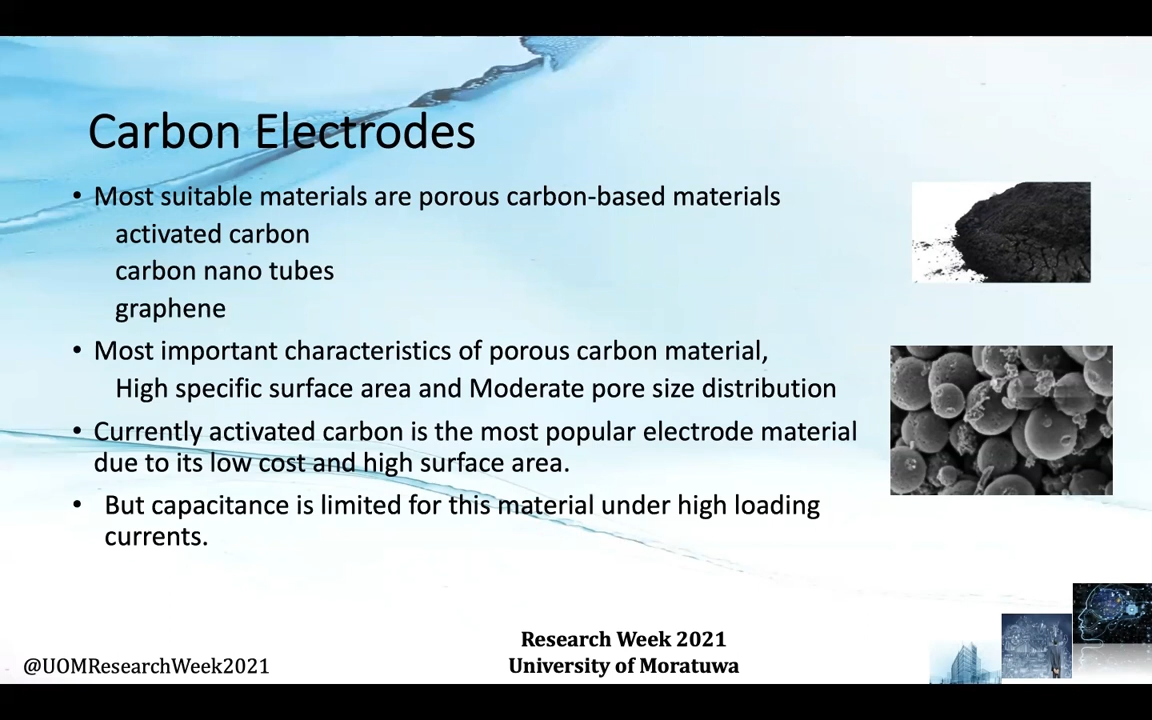 Carbon Electrodes
• Most suitable materials are porous carbon-based materials
activated carbon
carbon nano tubes
graphene
• Most important characteristics of porous carbon material,
High specific surface area and Moderate pore size distribution
• Currently activated carbon is the most popular electrode material
due to its low cost and high surface area.
• But capacitance is limited for this material under high loading
currents.
Research Week 2021
University of Moratuwa
@UOMResearchWeek2021